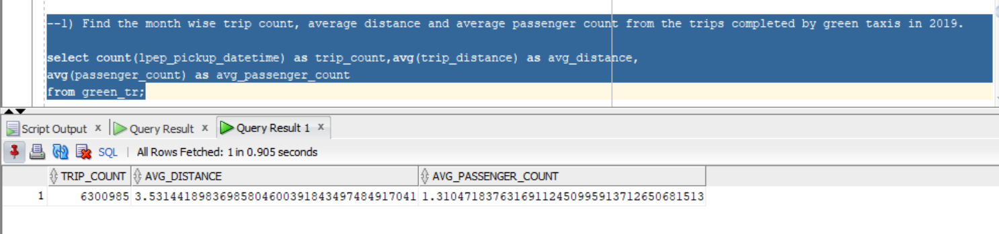 --1) Find the month wise trip count, average distance and average passenger count from the trips completed by green taxis in 2019.
select count(lpep_pickup_datetime) as trip_count,avg(trip_distance) as avg_distance,
avg(passenger_count) as avg_passenger_count
from green_tr;
Script Output x Query Result x Query Result 1 x
SQL | All Rows Fetched: 1 in 0.905 seconds
TRIP_COUNT AVG_DISTANCE AVG_PASSENGER_COUNT
1 6300985 3.53144189836985804600391843497484917041 1.31047183763169112450995913712650681513